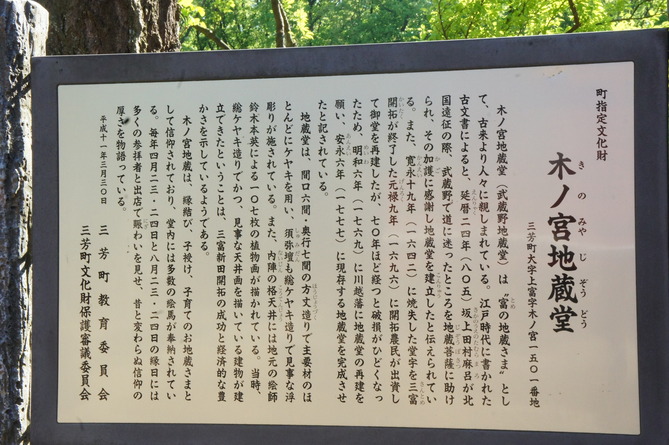 町指定文化財
木ノ宮地蔵堂
きのみやじぞうどう
三芳町大字上富字木ノ宮一五〇一番地
木ノ宮地蔵堂（武蔵野地蔵堂）は〝富の地蔵さま〟とし
て、古来より人々に親しまれている。江戸時代に書かれた
古文書によると、延暦二四年（八〇五）坂上田村麻呂が北
国遠征の際、武蔵野で道に迷ったところを地蔵菩薩に助け
られ、その加護に感謝し地蔵堂を建立したと伝えられてい
る。また、寛永十九年（一六四二）に焼失した堂宇を三富
開拓が終了した元禄九年（一六九六）に開拓農民が出資し
て御堂を再建したが、七〇年ほど経つと破損がひどくなっ
たため、明和六年（一七六九）に川越藩に地蔵堂の再建を
願い、安永六年（一七七七）に現存する地蔵堂を完成させ
たと記されている。
地蔵堂は、間口六間・奥行七間の方丈造りで主要材のほ
とんどにケヤキを用い、須弥壇も総ケヤキ造りで見事な浮
彫りが施されている。また、内陣の格天井には地元の絵師
鈴木本英による一〇七枚の植物画が描かれている。当時、
総ケヤキ造りでかつ、見事な天井画を描いている建物が建
立できたということは、三富新田開拓の成功と経済的な豊
かさを示しているようである。
木ノ宮地蔵は、縁結び、子授け、子育てのお地蔵さまと
して信仰されており、堂内には多数の絵馬が奉納されてい
る。毎年四月二三・二四日と八月二三・二四日の縁日には
多くの参拝者と出店で賑わいを見せ、昔と変わらぬ信仰の
厚さを物語っている。
平成十一年三月三〇日
三芳町教育委員会
三芳町文化財保護審議委員会